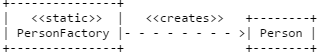 +---------------+
|   <<static>>  |   <<creates>>   +--------+
| PersonFactory |- - - - - - - - >| Person |
+---------------+                 +--------+